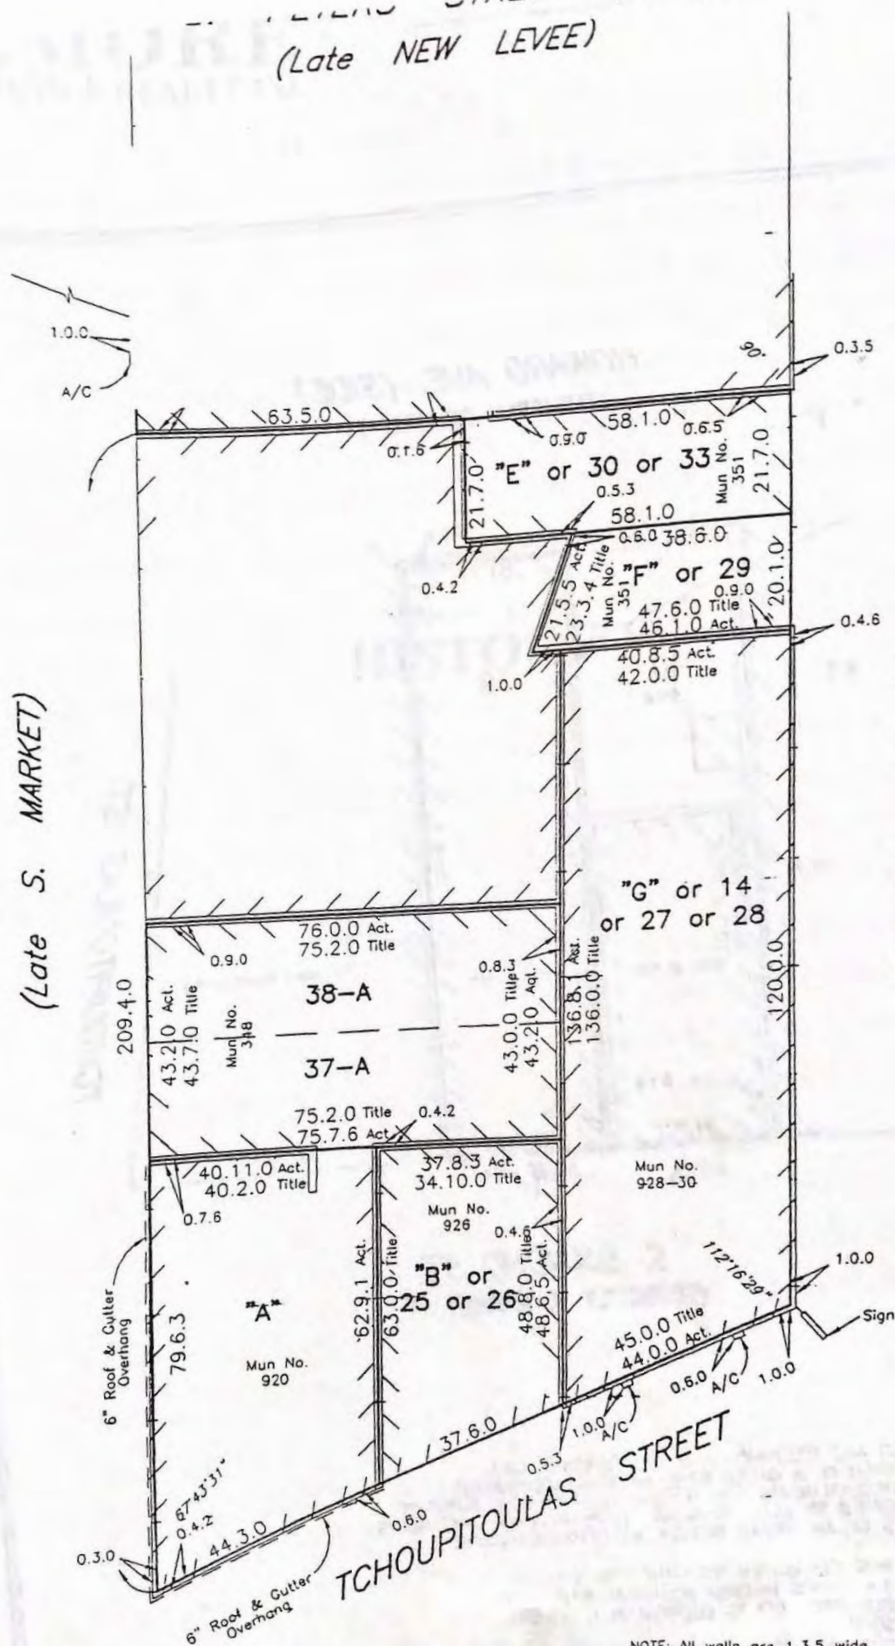 (Late NEW LEVEE)
1.0.0
A/C
90°
0.3.5
63.5.0
0.1.6
0.9.0
58.1.0
0.6.5
"E" or 30 or 33
Mun No.
351
21.7.0
21.7.0
0.5.3
58.1.0
0.4.2
0.6.0
38.6.0
21.5.5 Act.
23.3.4 Title
Mun No.
351
"F" or 29
0.9.0
20.1.0
47.6.0 Title
46.1.0 Act.
0.4.6
1.0.0
40.8.5 Act.
42.0.0 Title
(Late S. MARKET)
209.4.0
"G" or 14
or 27 or 28
76.0.0 Act.
75.2.0 Title
0.9.0
0.8.3
38-A
43.2.0 Act.
43.7.0 Title
Mun No.
348
43.0.0 Title
43.2.0 Act.
136.8.1 Act.
136.0.0 Title
120.0.0
37-A
75.2.0 Title
75.7.6 Act.
0.4.2
40.11.0 Act.
40.2.0 Title
0.7.6
37.8.3 Act.
34.10.0 Title
Mun No.
926
Mun No.
928-30
"B" or
25 or 26
62.9.1 Act.
63.0.0 Title
48.8.0 Title
48.6.5 Act.
112°16'29"
1.0.0
Sign
6" Roof & Gutter
Overhang
79.6.3
"A"
Mun No.
920
45.0.0 Title
44.0.0 Act.
0.6.0
A/C
1.0.0
1.0.0
A/C
0.5.3
37.6.0
67°43'31"
0.4.2
0.3.0
44.3.0
0.6.0
TCHOUPITOULAS STREET
6" Roof & Gutter
Overhang
NOTE: All walls are 1.3.5 wide